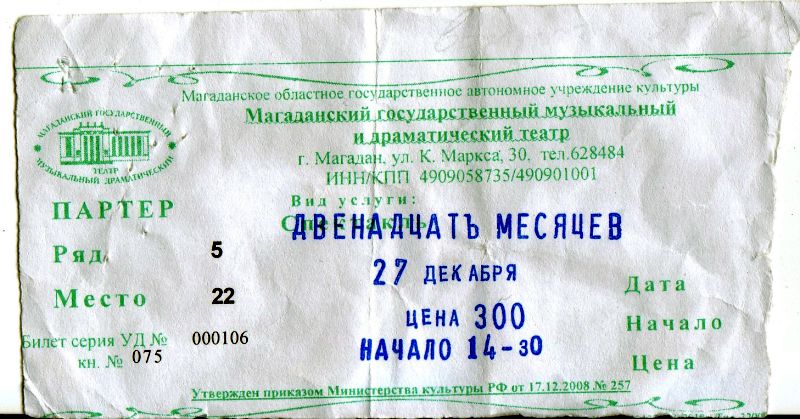 Магаданское областное государственное автономное учреждение культуры
Магаданский государственный музыкальный
и драматический театр
г. Магадан, ул. К. Маркса, 30, тел.628484
ИНН/КПП 4909058735/490901001
МАГАДАНСКИЙ ГОСУДАРСТВЕННЫЙ
ТЕАТР
МУЗЫКАЛЬНЫЙ ДРАМАТИЧЕСКИЙ
Вид услуги:
Спектакль
ПАРТЕР
ДВЕНАДЦАТЬ МЕСЯЦЕВ
Ряд 5
27 ДЕКАБРЯ
Дата
Место 22
ЦЕНА 300
Начало
Билет серия УД № 000106
НАЧАЛО 14-30
кн. № 075
Цена
Утвержден приказом Министерства культуры РФ от 17.12.2008 № 257